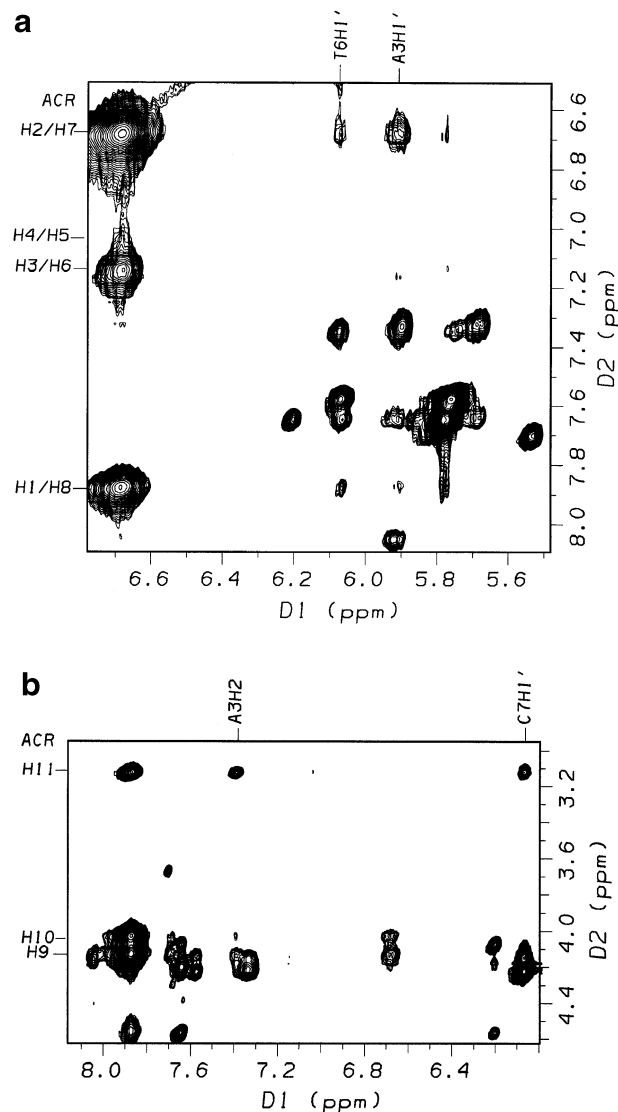 a
T6H1'
A3H1'
ACR
H2/H7
H4/H5
H3/H6
H1/H8
6.6
6.8
7.0
7.2
7.4
7.6
7.8
8.0
D2 (ppm)
6.6 6.4 6.2 6.0 5.8 5.6
D1 (ppm)
b
A3H2
C7H1'
ACR
H11
H10
H9
3.2
3.6
4.0
4.4
D2 (ppm)
8.0 7.6 7.2 6.8 6.4
D1 (ppm)